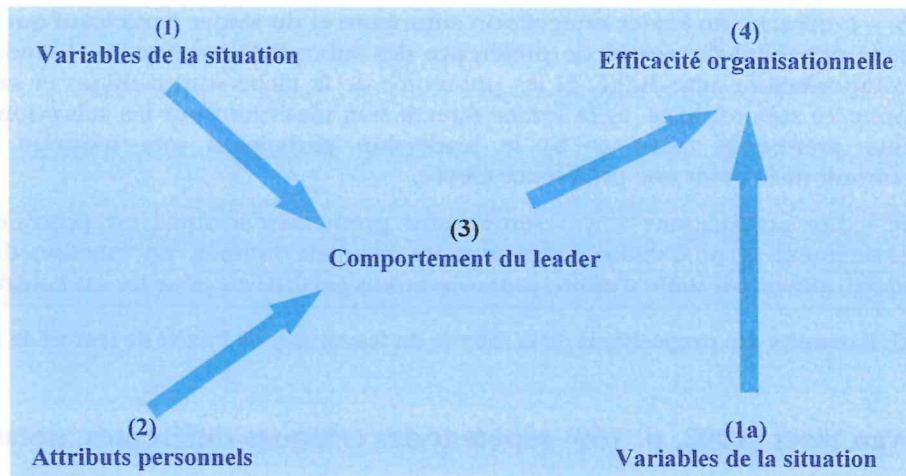 (1)
Variables de la situation
(4)
Efficacité organisationnelle
(3)
Comportement du leader
(2)
Attributs personnels
(1a)
Variables de la situation